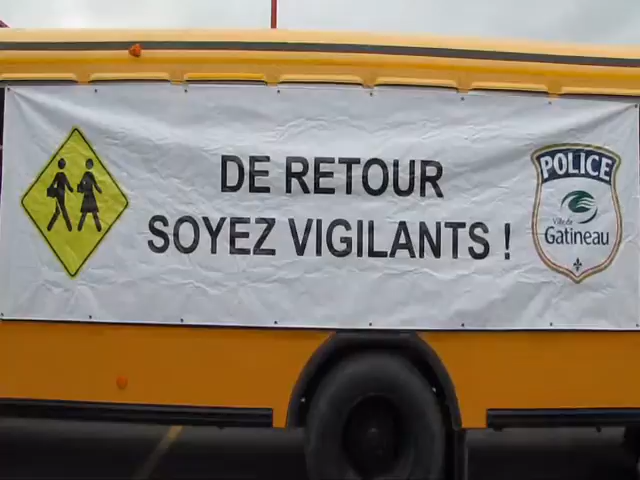 DE RETOUR
SOYEZ VIGILANTS !
POLICE
Ville de
Gatineau